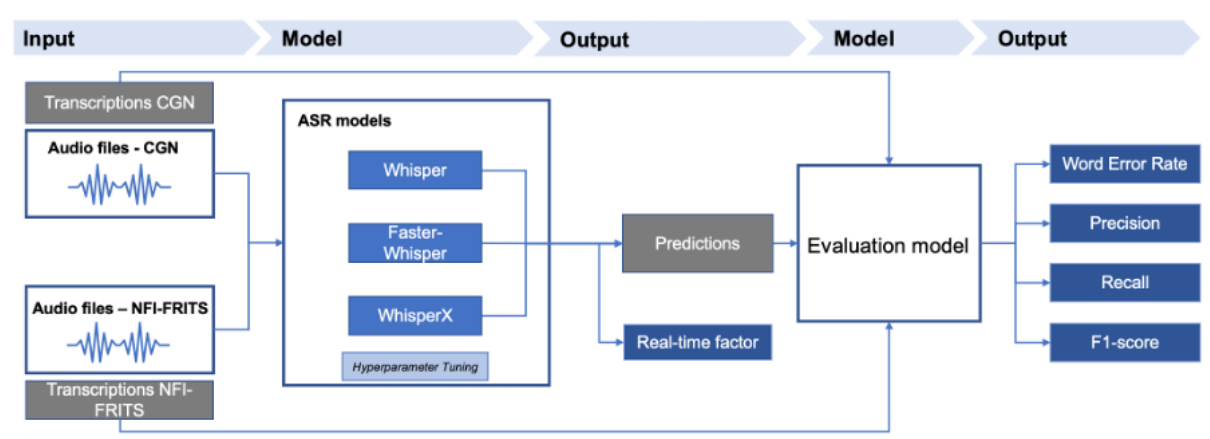 Input
Model
Output
Model
Output
Transcriptions CGN
Audio files - CGN
Audio files – NFI-FRITS
Transcriptions NFI-
FRITS
ASR models
Whisper
Faster-
Whisper
WhisperX
Hyperparameter Tuning
Predictions
Real-time factor
Evaluation model
Word Error Rate
Precision
Recall
F1-score